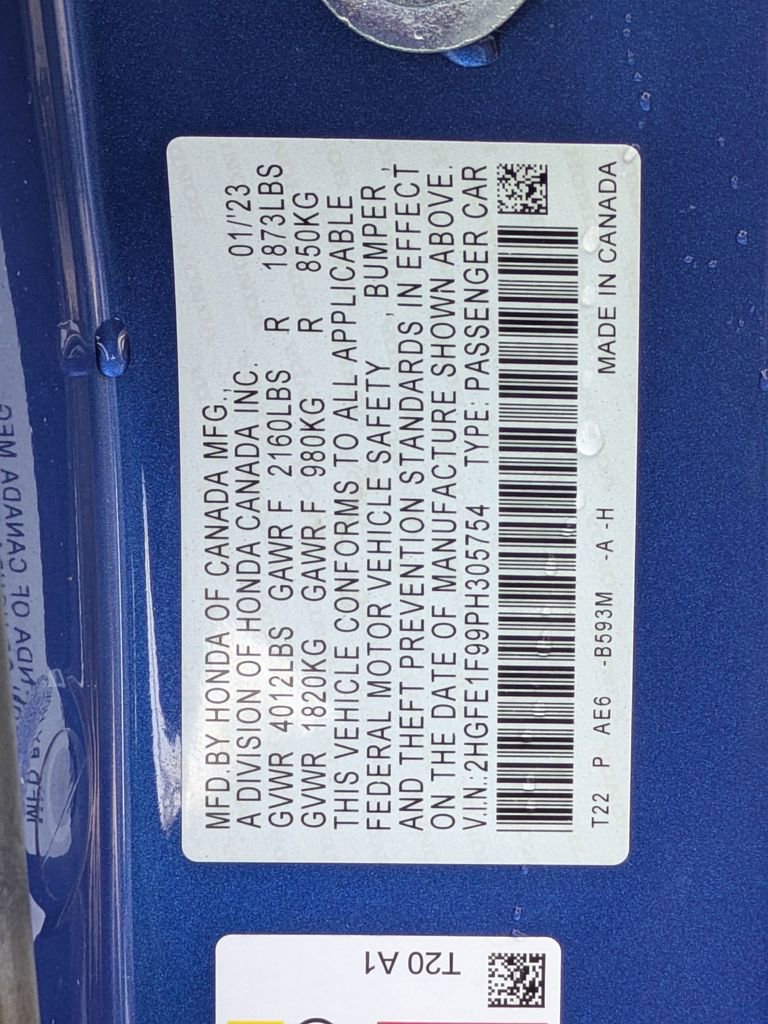 MFD.BY HONDA OF CANADA MFG., 01/'23
A DIVISION OF HONDA CANADA INC.
GVWR 4012LBS GAWR F 2160LBS R 1873LBS
GVWR 1820KG GAWR F 980KG R 850KG
THIS VEHICLE CONFORMS TO ALL APPLICABLE
FEDERAL MOTOR VEHICLE SAFETY , BUMPER ,
AND THEFT PREVENTION STANDARDS IN EFFECT
ON THE DATE OF MANUFACTURE SHOWN ABOVE.
V.I.N.:2HGFE1F99PH305754 TYPE: PASSENGER CAR
T22 P AE6 -B593M -A -H MADE IN CANADA
T20 A1